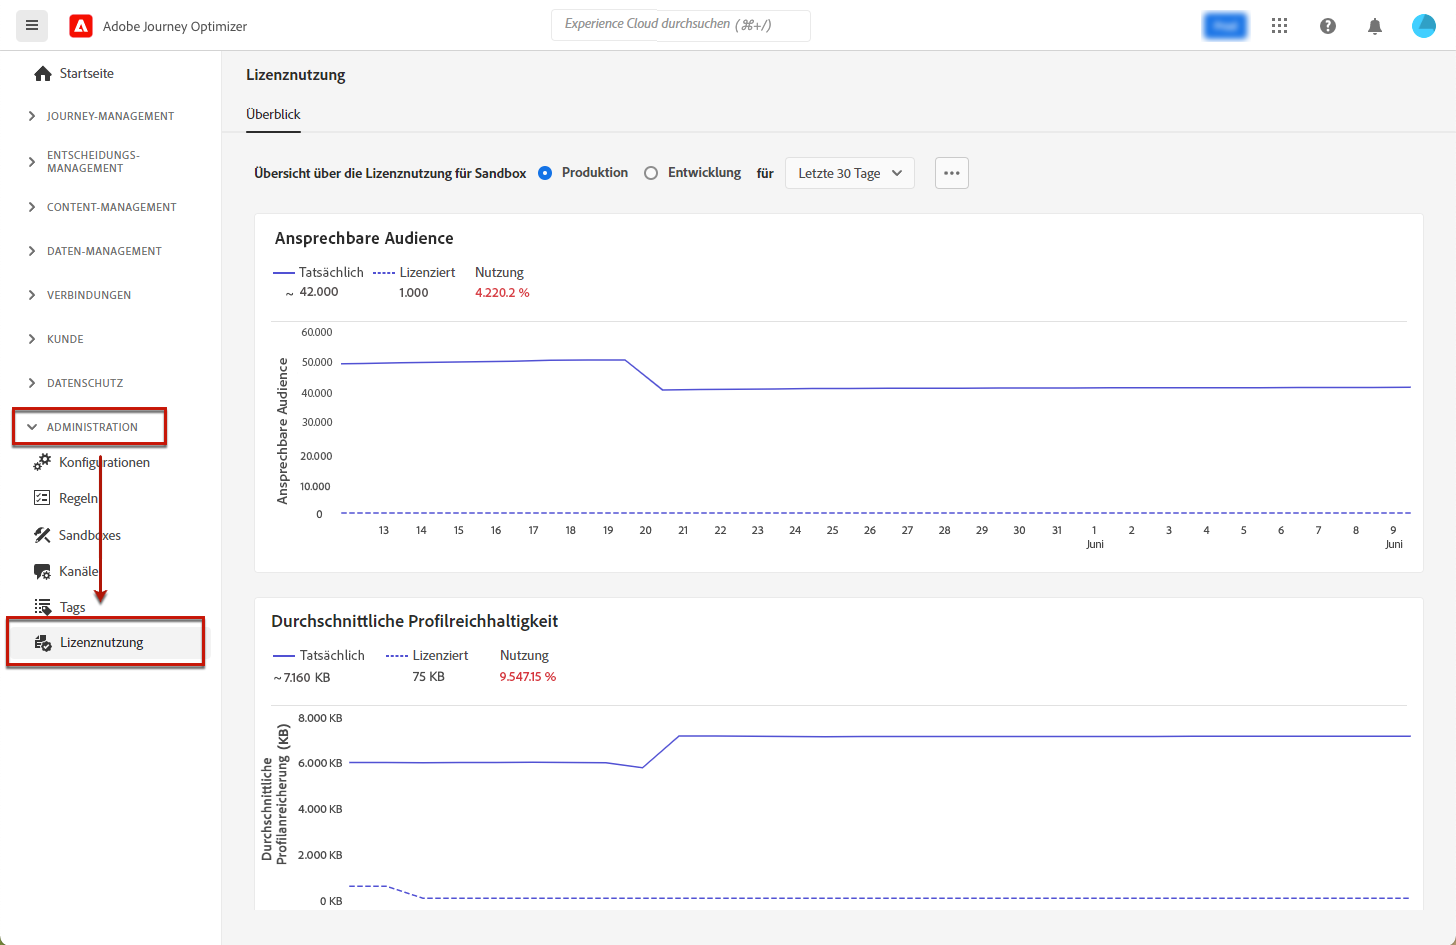 Adobe Journey Optimizer
Experience Cloud durchsuchen (⌘+/)
Startseite
JOURNEY-MANAGEMENT
ENTSCHEIDUNGS-
MANAGEMENT
CONTENT-MANAGEMENT
DATEN-MANAGEMENT
VERBINDUNGEN
KUNDE
DATENSCHUTZ
ADMINISTRATION
Konfigurationen
Regeln
Sandboxes
Kanäle
Tags
Lizenznutzung
Lizenznutzung
Überblick
Übersicht über die Lizenznutzung für Sandbox Produktion Entwicklung für Letzte 30 Tage
Ansprechbare Audience
Tatsächlich Lizenziert Nutzung
~ 42.000 1.000 4.220.2 %
Ansprechbare Audience
60.000
50.000
40.000
30.000
20.000
10.000
0
13 14 15 16 17 18 19 20 21 22 23 24 25 26 27 28 29 30 31 1 2 3 4 5 6 7 8 9
Juni Juni
Durchschnittliche Profilreichhaltigkeit
Tatsächlich Lizenziert Nutzung
~7.160 KB 75 KB 9.547.15 %
Durchschnittliche
Profilanreicherung (KB)
8.000 KB
6.000 KB
4.000 KB
2.000 KB
0 KB